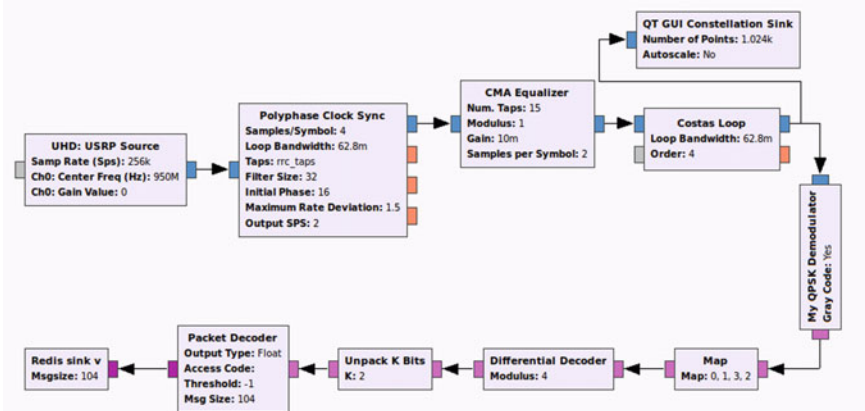 QT GUI Constellation Sink
Number of Points: 1.024k
Autoscale: No
CMA Equalizer
Num. Taps: 15
Modulus: 1
Gain: 10m
Samples per Symbol: 2
Polyphase Clock Sync
Samples/Symbol: 4
Loop Bandwidth: 62.8m
Taps: rrc_taps
Filter Size: 32
Initial Phase: 16
Maximum Rate Deviation: 1.5
Output SPS: 2
Costas Loop
Loop Bandwidth: 62.8m
Order: 4
UHD: USRP Source
Samp Rate (Sps): 256k
Ch0: Center Freq (Hz): 950M
Ch0: Gain Value: 0
My QPSK Demodulator
Gray Code: Yes
Redis sink v
Msgsize: 104
Packet Decoder
Output Type: Float
Access Code:
Threshold: -1
Msg Size: 104
Unpack K Bits
K: 2
Differential Decoder
Modulus: 4
Map
Map: 0, 1, 3, 2